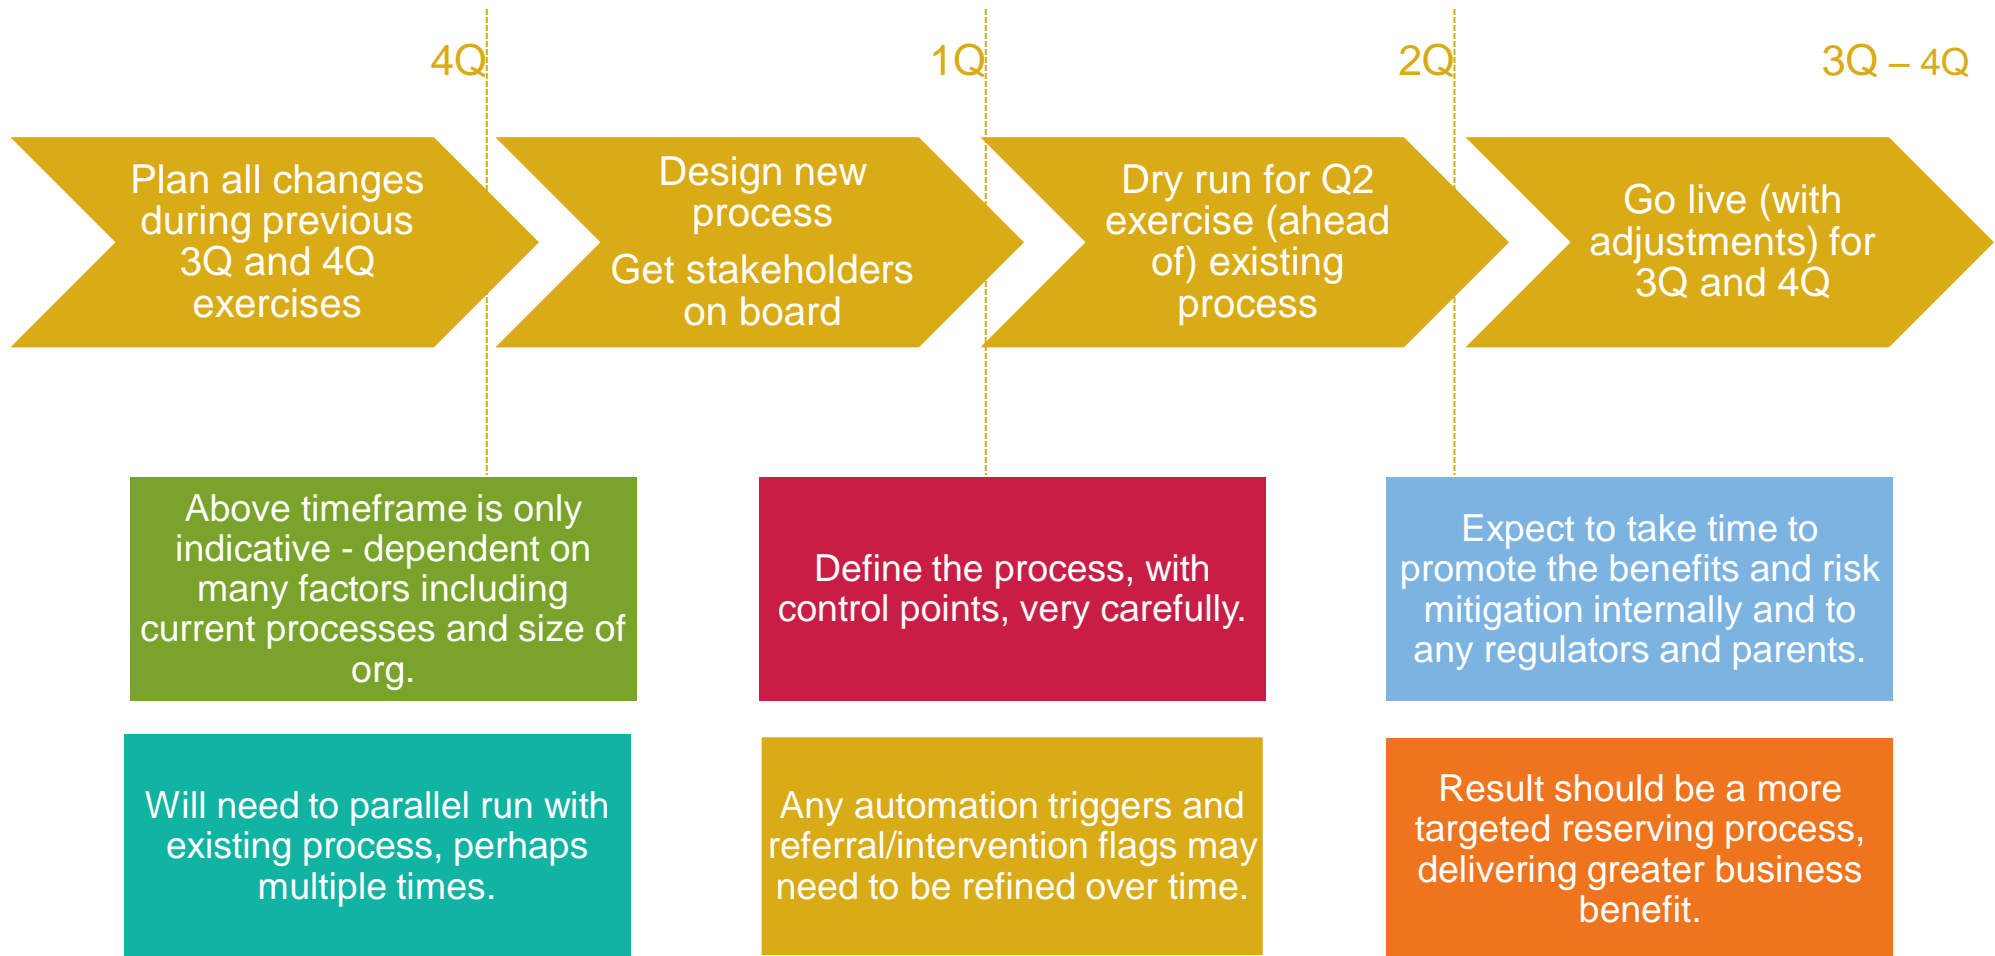 4Q
1Q
2Q
3Q – 4Q
Plan all changes
during previous
3Q and 4Q
exercises
Design new
process
Get stakeholders
on board
Dry run for Q2
exercise (ahead
of) existing
process
Go live (with
adjustments) for
3Q and 4Q
Above timeframe is only
indicative - dependent on
many factors including
current processes and size of
org.
Define the process, with
control points, very carefully.
Expect to take time to
promote the benefits and risk
mitigation internally and to
any regulators and parents.
Will need to parallel run with
existing process, perhaps
multiple times.
Any automation triggers and
referral/intervention flags may
need to be refined over time.
Result should be a more
targeted reserving process,
delivering greater business
benefit.